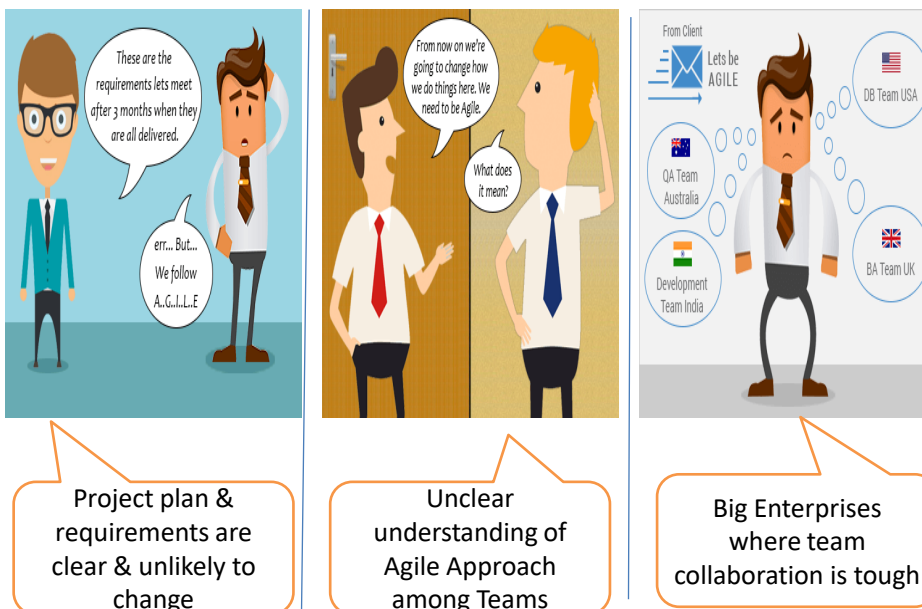 These are the
requirements lets meet
after 3 months when they
are all delivered.
err... But...
We follow
A..G.I...L..E
From now on we're
going to change how
we do things here. We
need to be Agile.
What does
it mean?
From Client
Lets be
AGILE
DB Team USA
QA Team
Australia
Development
Team India
BA Team UK
Project plan &
requirements are
clear & unlikely to
change
Unclear
understanding of
Agile Approach
among Teams
Big Enterprises
where team
collaboration is tough